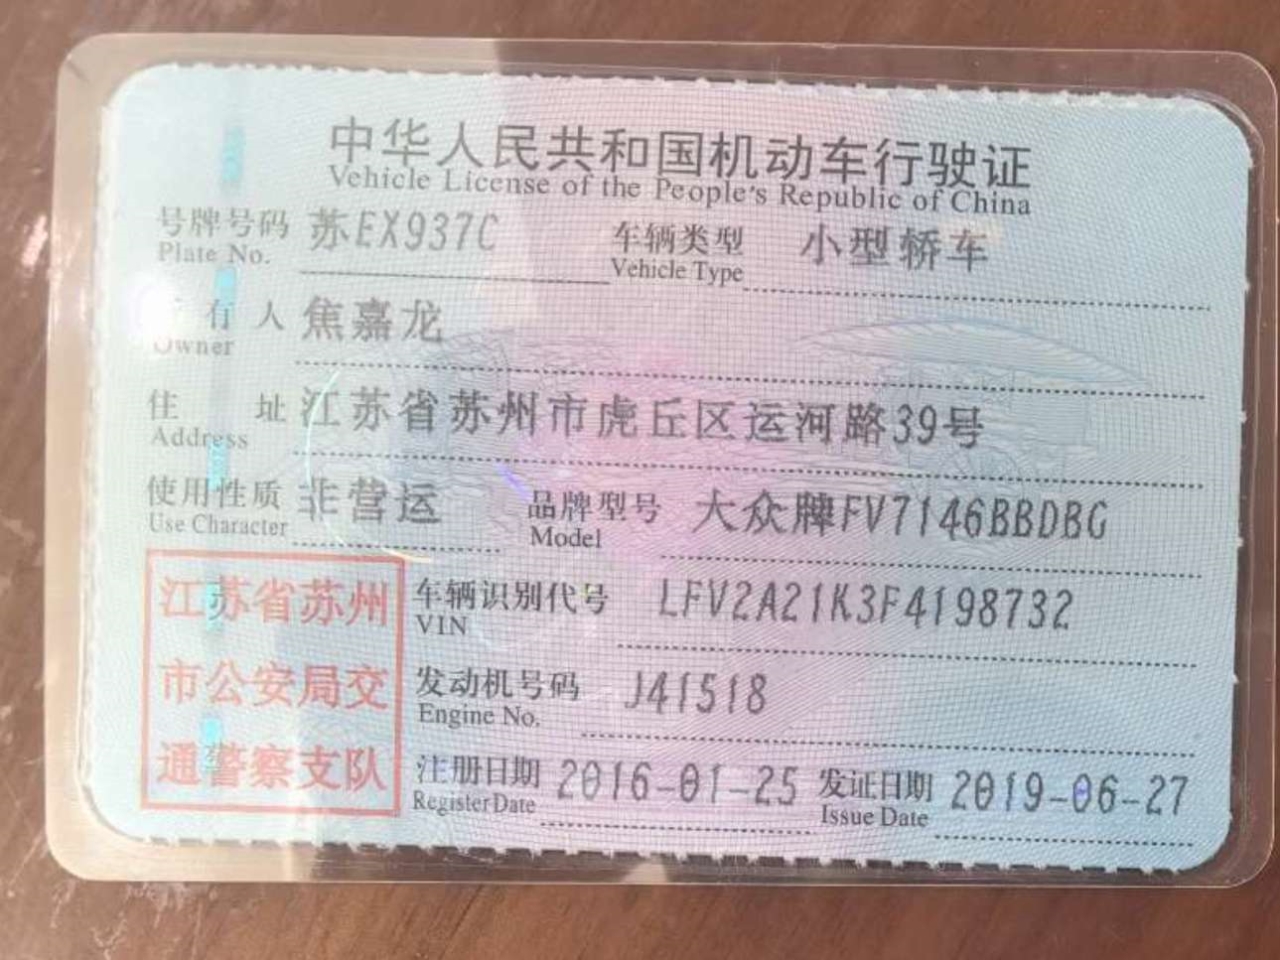 中华人民共和国机动车行驶证
Vehicle License of the People's Republic of China
号牌号码 苏EX937C 车辆类型 小型轿车
Plate No. Vehicle Type
所有人 焦嘉龙
Owner
住址 江苏省苏州市虎丘区运河路39号
Address
使用性质 非营运 品牌型号 大众牌FV7146BBDBG
Use Character Model
江苏省苏州 车辆识别代号 LFV2A21K3F4198732
VIN
市公安局交 发动机号码 J41518
Engine No.
通警察支队 注册日期 2016-01-25 发证日期 2019-06-27
Register Date Issue Date